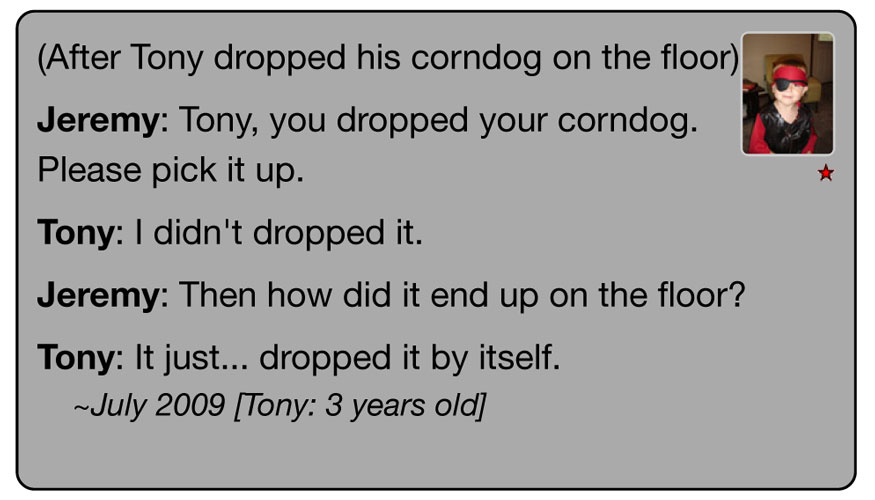 (After Tony dropped his corndog on the floor)
Jeremy: Tony, you dropped your corndog.
Please pick it up.
Tony: I didn't dropped it.
Jeremy: Then how did it end up on the floor?
Tony: It just... dropped it by itself.
~July 2009 [Tony: 3 years old]